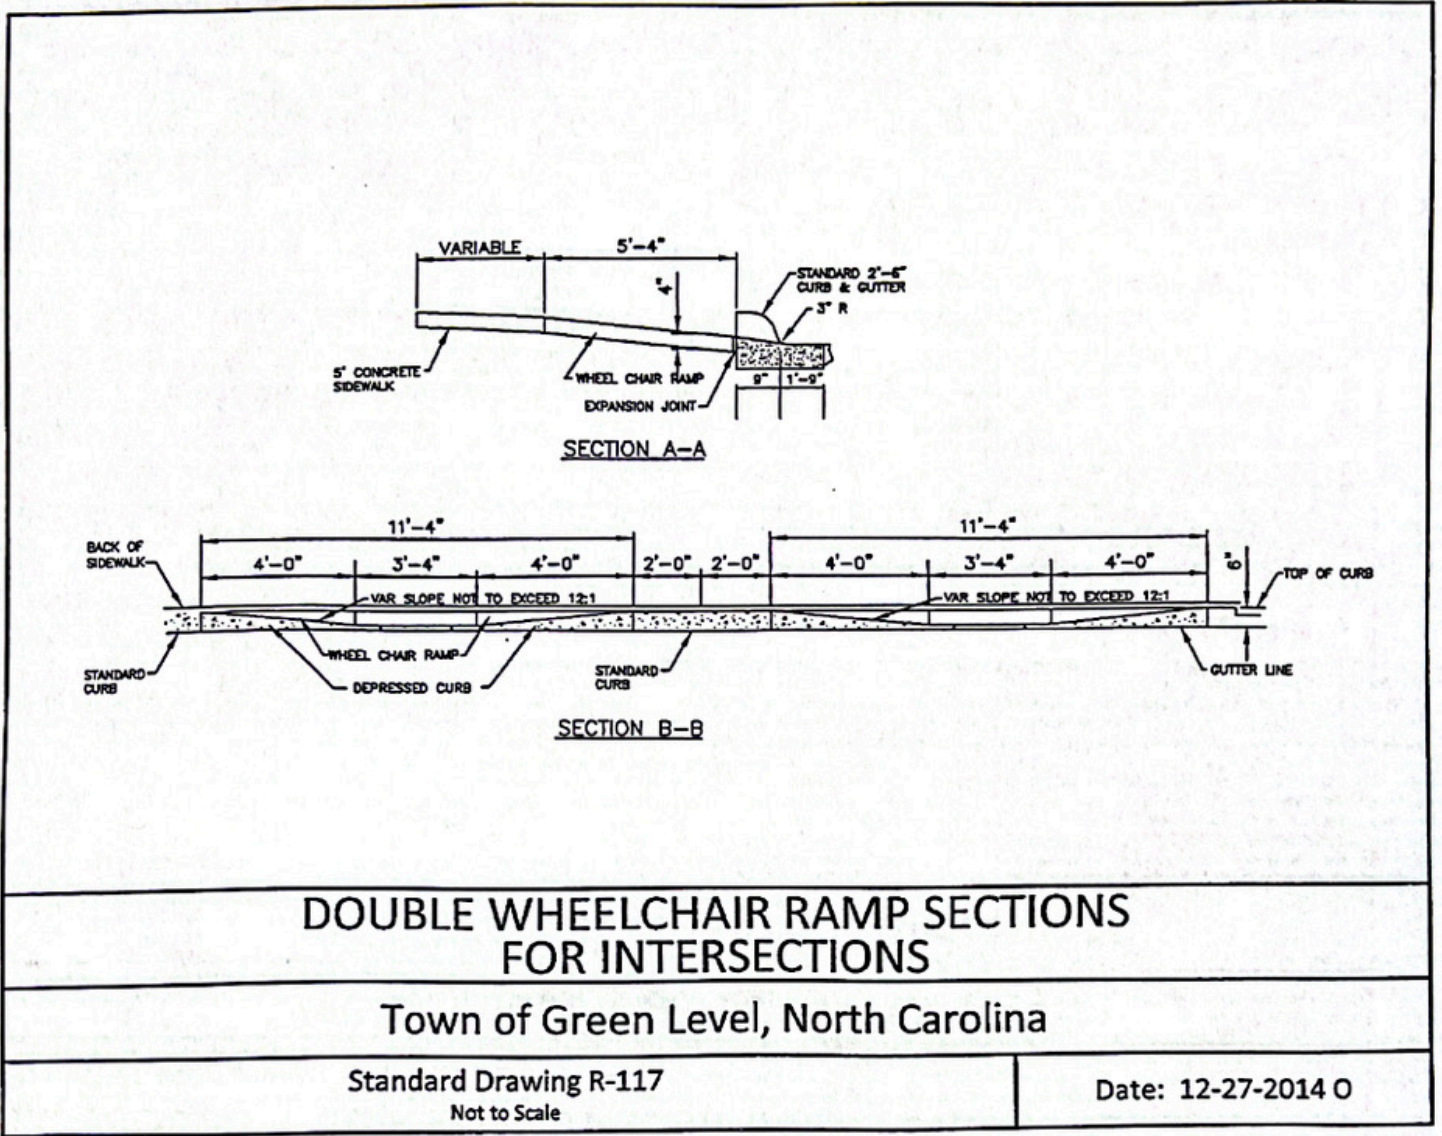 VARIABLE
5'-4"
4"
STANDARD 2'-6"
CURB & GUTTER
3" R
5' CONCRETE
SIDEWALK
WHEEL CHAIR RAMP
EXPANSION JOINT
9" 1'-9"
SECTION A-A
11'-4" 11'-4"
BACK OF
SIDEWALK
4'-0" 3'-4" 4'-0" 2'-0" 2'-0" 4'-0" 3'-4" 4'-0"
6"
TOP OF CURB
VAR SLOPE NOT TO EXCEED 12:1 VAR SLOPE NOT TO EXCEED 12:1
WHEEL CHAIR RAMP
STANDARD
CURB
DEPRESSED CURB
STANDARD
CURB
GUTTER LINE
SECTION B-B
DOUBLE WHEELCHAIR RAMP SECTIONS
FOR INTERSECTIONS
Town of Green Level, North Carolina
Standard Drawing R-117
Not to Scale
Date: 12-27-2014 O